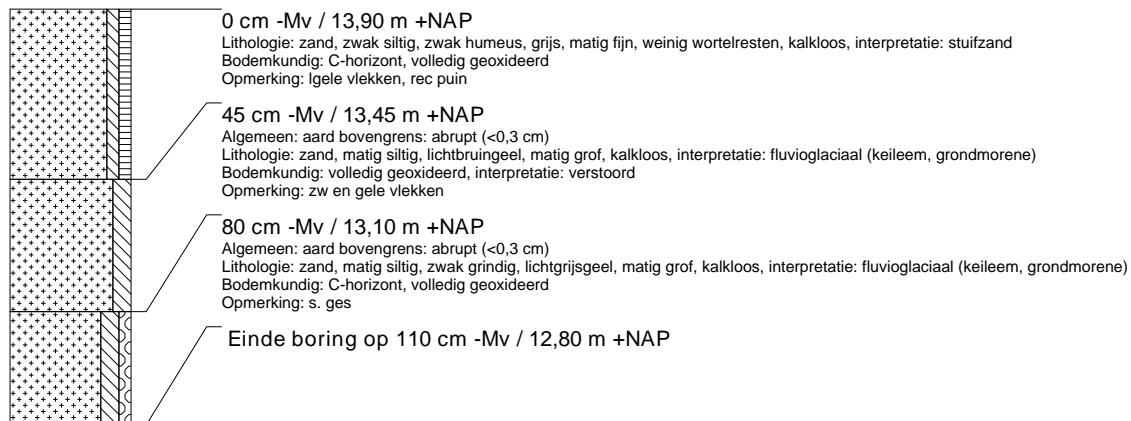 0 cm -Mv / 13,90 m +NAP
Lithologie: zand, zwak siltig, zwak humeus, grijs, matig fijn, weinig wortelresten, kalkloos, interpretatie: stuifzand
Bodemkundig: C-horizont, volledig geoxideerd
Opmerking: lgele vlekken, rec puin
45 cm -Mv / 13,45 m +NAP
Algemeen: aard bovengrens: abrupt (<0,3 cm)
Lithologie: zand, matig siltig, lichtbruingeel, matig grof, kalkloos, interpretatie: fluvioglaciaal (keileem, grondmorene)
Bodemkundig: volledig geoxideerd, interpretatie: verstoord
Opmerking: zw en gele vlekken
80 cm -Mv / 13,10 m +NAP
Algemeen: aard bovengrens: abrupt (<0,3 cm)
Lithologie: zand, matig siltig, zwak grindig, lichtgrijsgeel, matig grof, kalkloos, interpretatie: fluvioglaciaal (keileem, grondmorene)
Bodemkundig: C-horizont, volledig geoxideerd
Opmerking: s. ges
Einde boring op 110 cm -Mv / 12,80 m +NAP